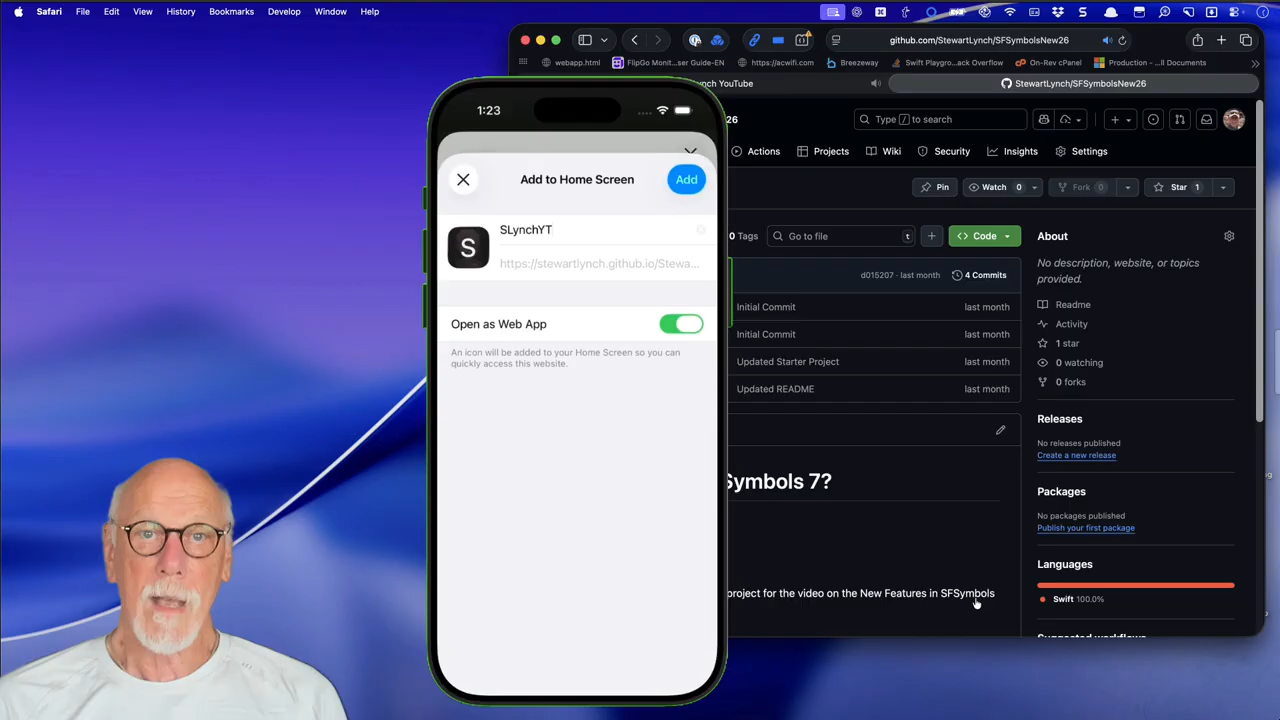 Safari File Edit View History Bookmarks Develop Window Help
github.com/StewartLynch/SFSymbolsNew26
webapp.html FlipGo Monit...ser Guide-EN https://acwifi.com Breezeway Swift Playgro...ack Overflow On-Rev cPanel Production - ...ll Documents
ynch YouTube StewartLynch/SFSymbolsNew26
1:23
26
Type / to search
Actions Projects Wiki Security Insights Settings
Add to Home Screen
Add
Pin Watch 0 Fork 0 Star 1
S
SLynchYT
https://stewartlynch.github.io/Stewa...
0 Tags Go to file t Code
About
No description, website, or topics
provided.
d015207 · last month 4 Commits
Initial Commit last month
Initial Commit last month
Updated Starter Project last month
Updated README last month
Open as Web App
An icon will be added to your Home Screen so you can
quickly access this website.
Readme
Activity
1 star
0 watching
0 forks
Releases
No releases published
Create a new release
Symbols 7?
Packages
No packages published
Publish your first package
Languages
Swift 100.0%
project for the video on the New Features in SFSymbols